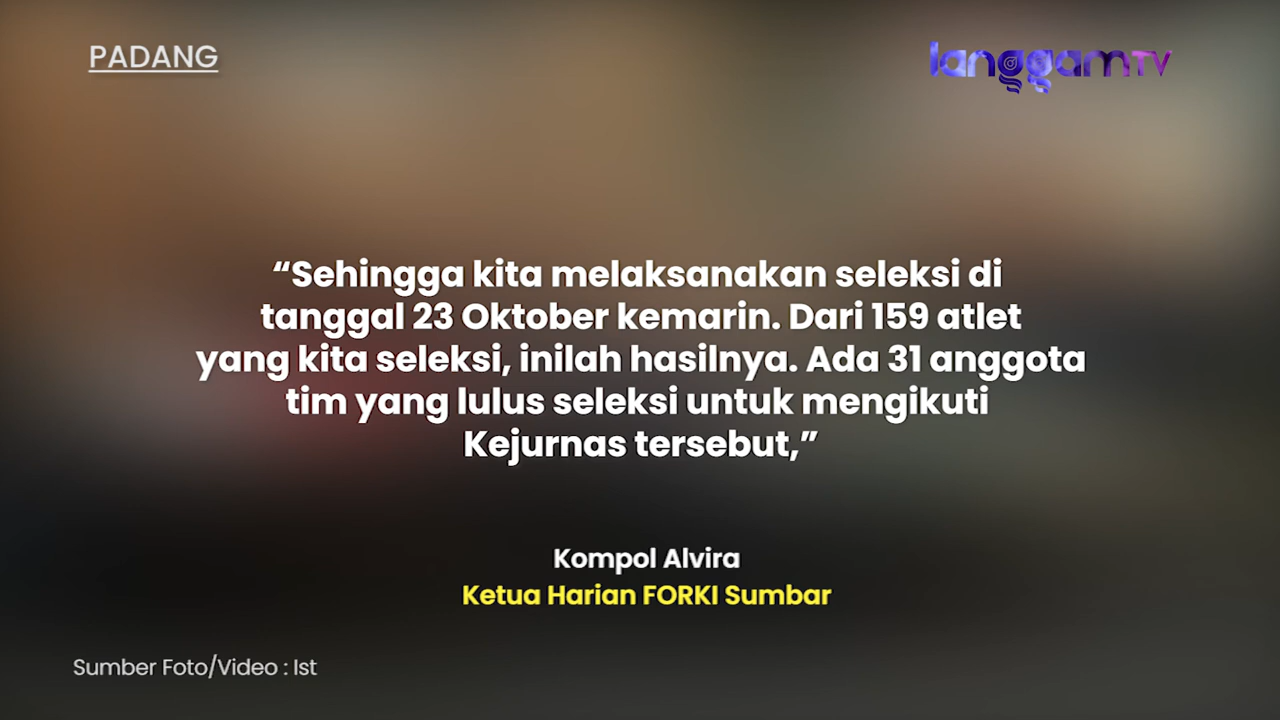 PADANG
langgamTV
“Sehingga kita melaksanakan seleksi di
tanggal 23 Oktober kemarin. Dari 159 atlet
yang kita seleksi, inilah hasilnya. Ada 31 anggota
tim yang lulus seleksi untuk mengikuti
Kejurnas tersebut,”
Kompol Alvira
Ketua Harian FORKI Sumbar
Sumber Foto/Video : Ist